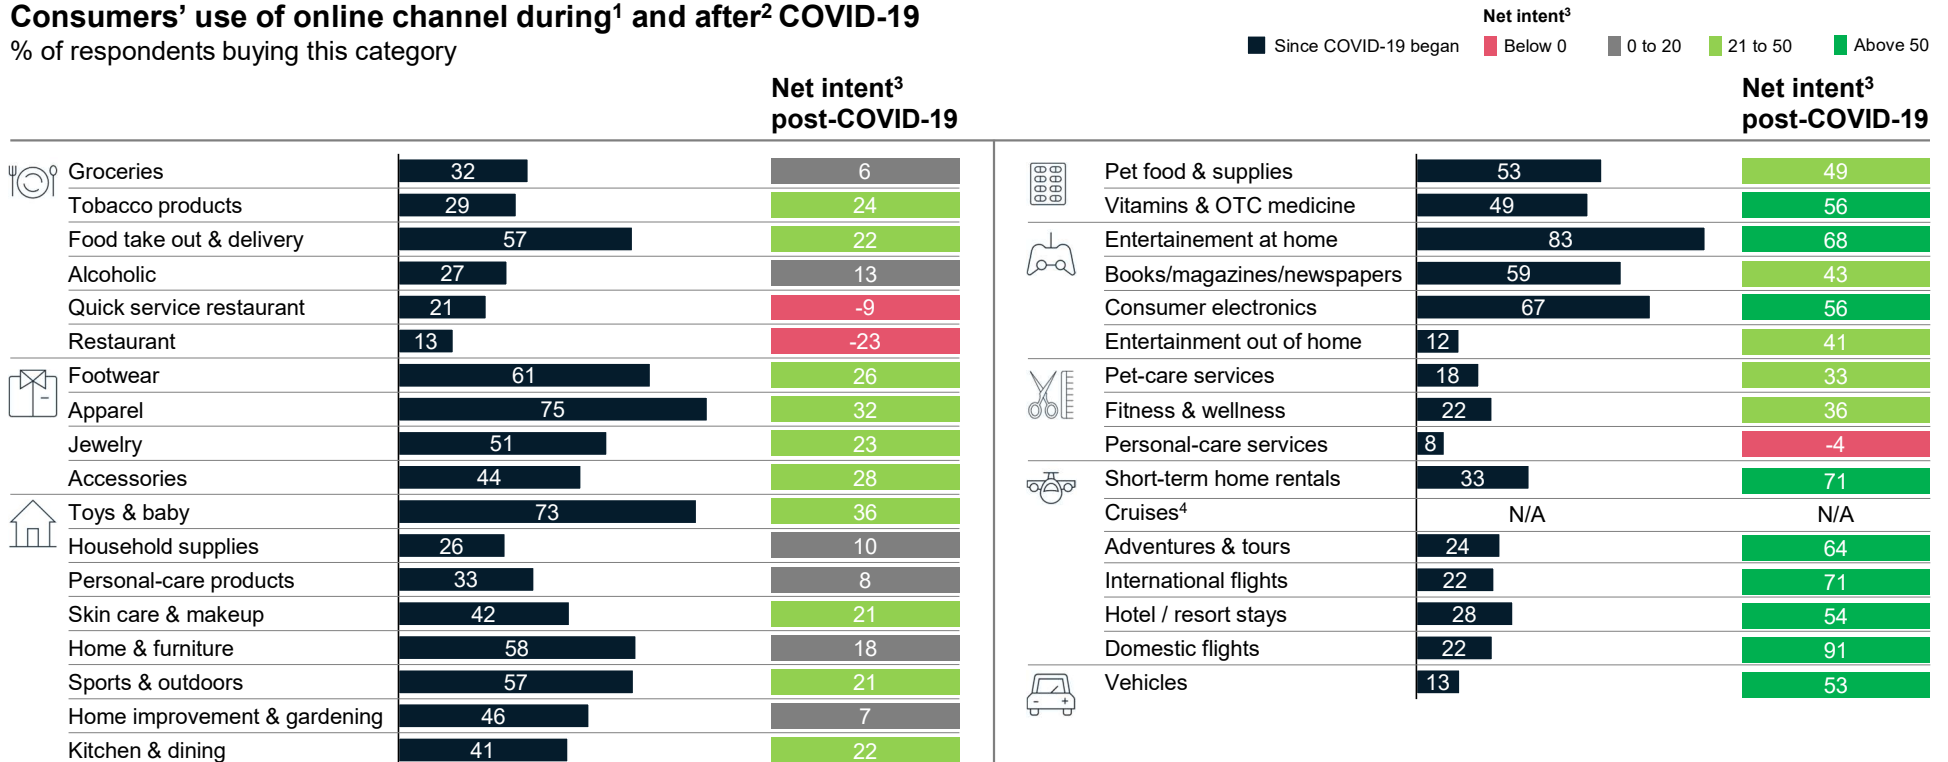 Consumers’ use of online channel during¹ and after² COVID-19
% of respondents buying this category
Net intent³
Since COVID-19 began Below 0 0 to 20 21 to 50 Above 50
Net intent³
post-COVID-19
Groceries 32 6
Tobacco products 29 24
Food take out & delivery 57 22
Alcoholic 27 13
Quick service restaurant 21 -9
Restaurant 13 -23
Footwear 61 26
Apparel 75 32
Jewelry 51 23
Accessories 44 28
Toys & baby 73 36
Household supplies 26 10
Personal-care products 33 8
Skin care & makeup 42 21
Home & furniture 58 18
Sports & outdoors 57 21
Home improvement & gardening 46 7
Kitchen & dining 41 22
Net intent³
post-COVID-19
Pet food & supplies 53 49
Vitamins & OTC medicine 49 56
Entertainement at home 83 68
Books/magazines/newspapers 59 43
Consumer electronics 67 56
Entertainment out of home 12 41
Pet-care services 18 33
Fitness & wellness 22 36
Personal-care services 8 -4
Short-term home rentals 33 71
Cruises⁴ N/A N/A
Adventures & tours 24 64
International flights 22 71
Hotel / resort stays 28 54
Domestic flights 22 91
Vehicles 13 53